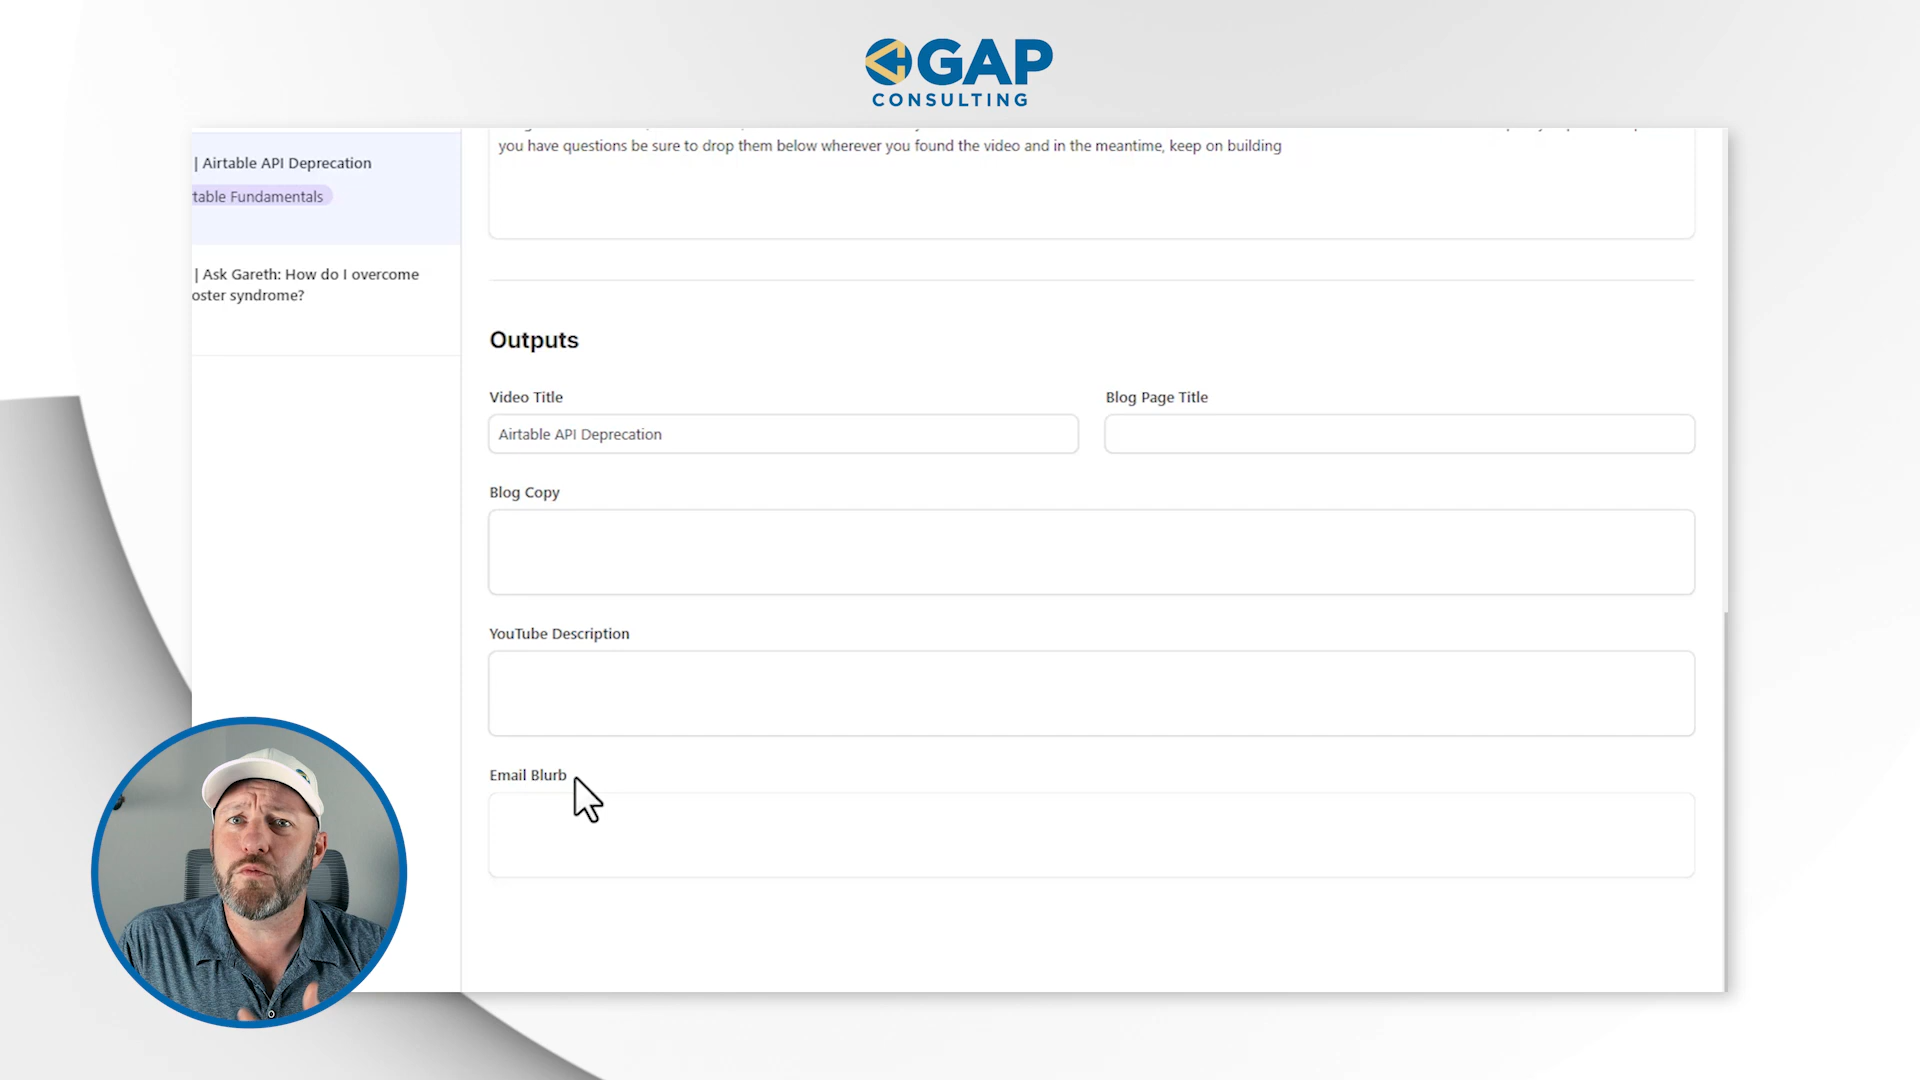 GAP
CONSULTING
you have questions be sure to drop them below wherever you found the video and in the meantime, keep on building
| Airtable API Deprecation
table Fundamentals
| Ask Gareth: How do I overcome
oster syndrome?
Outputs
Video Title
Blog Page Title
Airtable API Deprecation
Blog Copy
YouTube Description
Email Blurb